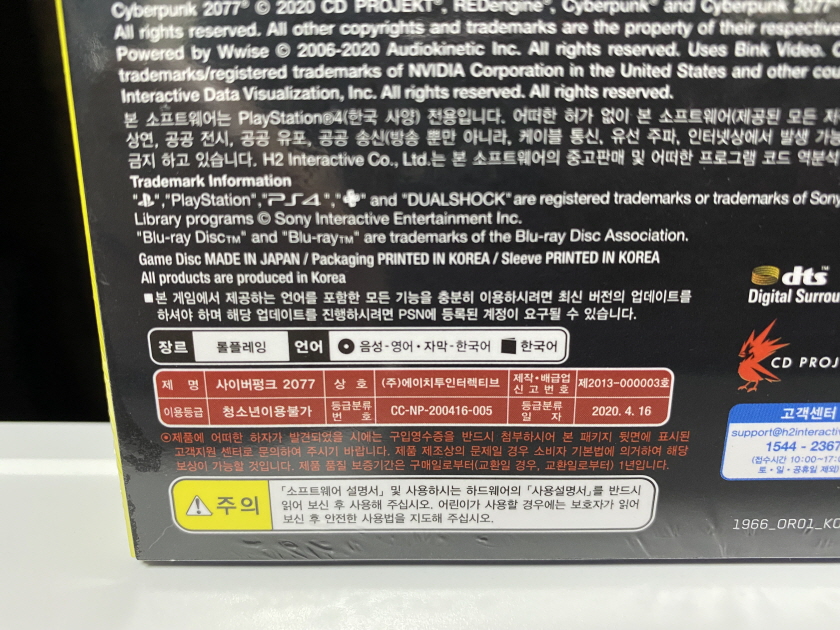 Cyberpunk 2077® © 2020 CD PROJEKT®, REDengine®, Cyberpunk® and Cyberpunk 2077
All rights reserved. All other copyrights and trademarks are the property of their respective
Powered by Wwise © 2006-2020 Audiokinetic Inc. All rights reserved. Uses Bink Video.
trademarks/registered trademarks of NVIDIA Corporation in the United States and other
Interactive Data Visualization, Inc. All rights reserved. All rights reserved.
본 소프트웨어는 PlayStation®4(한국 사양) 전용입니다. 어떠한 허가 없이 본 소프트웨어(제공된 모든
상연, 공공 전시, 공공 유포, 공공 송신(방송 뿐만 아니라, 케이블 통신, 유선 주파, 인터넷상에서 발생
금지 하고 있습니다. H2 Interactive Co., Ltd.는 본 소프트웨어의 중고판매 및 어떠한 프로그램 코드
Trademark Information
"PS", "PlayStation", "PS4", "" and "DUALSHOCK" are registered trademarks or trademarks of Sony
Library programs © Sony Interactive Entertainment Inc.
"Blu-ray Disc™" and "Blu-ray™" are trademarks of the Blu-ray Disc Association.
Game Disc MADE IN JAPAN / Packaging PRINTED IN KOREA / Sleeve PRINTED IN KOREA
All products are produced in Korea
■본 게임에서 제공하는 언어를 포함한 모든 기능을 충분히 이용하시려면 최신 버전의 업데이트를
하셔야 하며 해당 업데이트를 진행하시려면 PSN에 등록된 계정이 요구될 수 있습니다.
dts™
Digital Surro
장르 롤플레잉 언어 음성-영어·자막-한국어 한국어
CD PROJ
제 명 사이버펑크 2077 상 호 (주)에이치투인터렉티브 제작·배급업 신고번호 제2013-000003호
이용등급 청소년이용불가 등급분류 번 호 CC-NP-200416-005 등급분류 일 자 2020. 4. 16
⊙제품에 어떠한 하자가 발견되었을 시에는 구입영수증을 반드시 첨부하시어 본 패키지 뒷면에 표시된
고객지원 센터로 문의하여 주시기 바랍니다. 제품 제조상의 문제일 경우 소비자 기본법에 의거하여 해당
보상이 가능할 것입니다. 제품 품질 보증기간은 구매일로부터(교환일 경우, 교환일로부터) 1년입니다.
고객센터
support@h2interactiv
1544 - 2367
(접수시간 10:00~17:0
토·일·공휴일 제외)
주의
「소프트웨어 설명서」 및 사용하시는 하드웨어의 「사용설명서」를 반드시
읽어 보신 후 사용해 주십시오. 어린이가 사용할 경우에는 보호자가 읽어
보신 후 안전한 사용법을 지도해 주십시오.
1966_OR01_KO